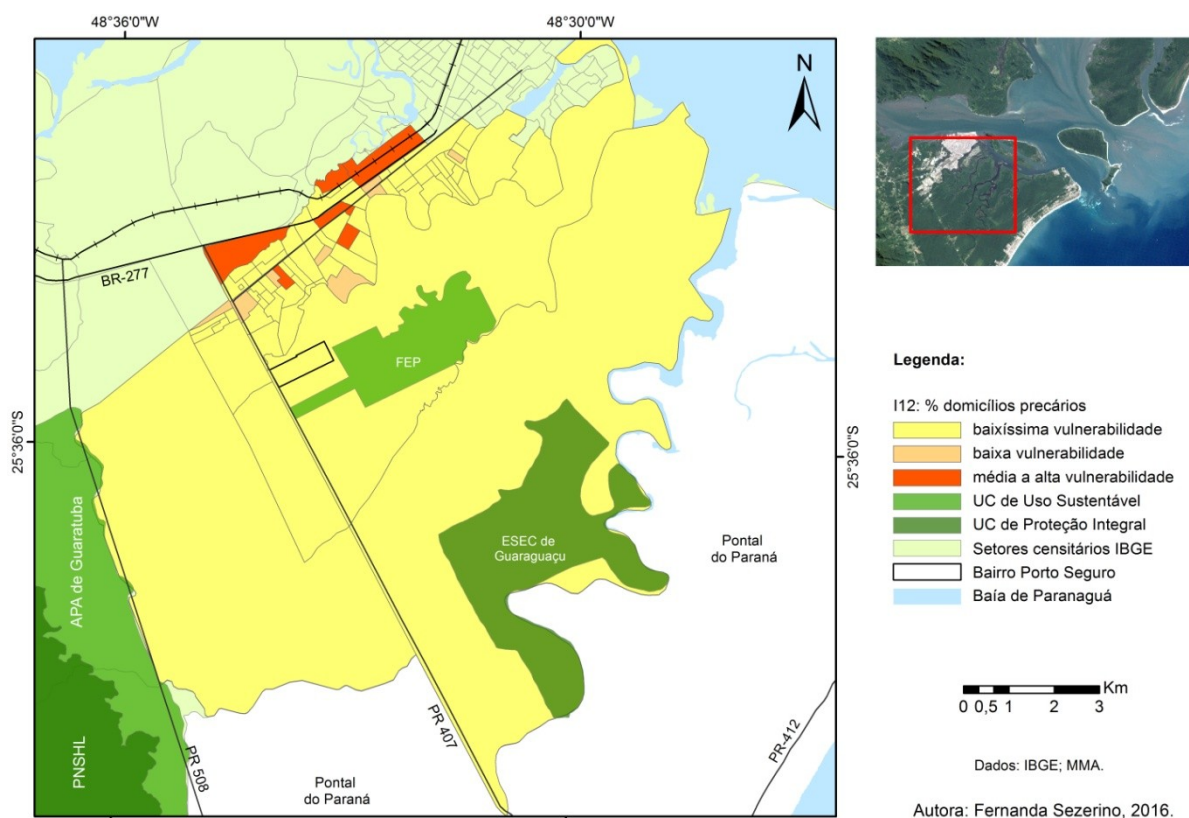 48°36'0"W
48°30'0"W
N
BR-277
FEP
25°36'0"S
25°36'0"S
APA de Guaratuba
ESEC de
Guaraguaçu
Pontal
do Paraná
PR 407
PR 508
PNSHL
Pontal
do Paraná
PR-412
Legenda:
I12: % domicílios precários
baixíssima vulnerabilidade
baixa vulnerabilidade
média a alta vulnerabilidade
UC de Uso Sustentável
UC de Proteção Integral
Setores censitários IBGE
Bairro Porto Seguro
Baía de Paranaguá
Km
0 0,5 1 2 3
Dados: IBGE; MMA.
Autora: Fernanda Sezerino, 2016.